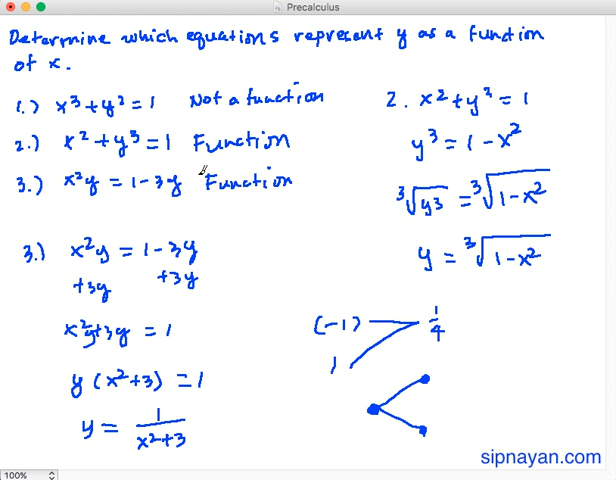 Precalculus
Determine which equations represent y as a function
of x.
1.) x³ + y² = 1 Not a function
2.) x² + y³ = 1 Function
3.) x²y = 1 - 3y Function
2. x² + y³ = 1
y³ = 1 - x²
∛y³ = ∛1 - x²
y = ∛1 - x²
3.) x²y = 1 - 3y
+3y +3y
x²y + 3y = 1
y (x² + 3) = 1
y = 1/(x² + 3)
(-1) 1/4
1
sipnayan.com
100%